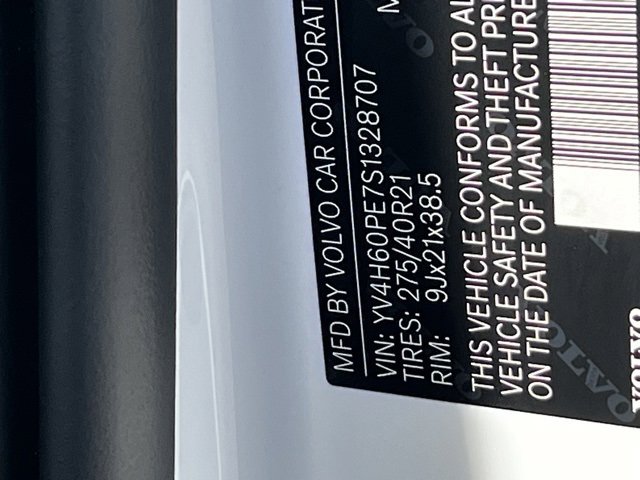 MFD BY VOLVO CAR CORPORAT
VIN: YV4H60PE7S1328707
TIRES: 275/40R21
RIM: 9Jx21x38.5
THIS VEHICLE CONFORMS TO AL
VEHICLE SAFETY AND THEFT PR
ON THE DATE OF MANUFACTURE
VOLVO